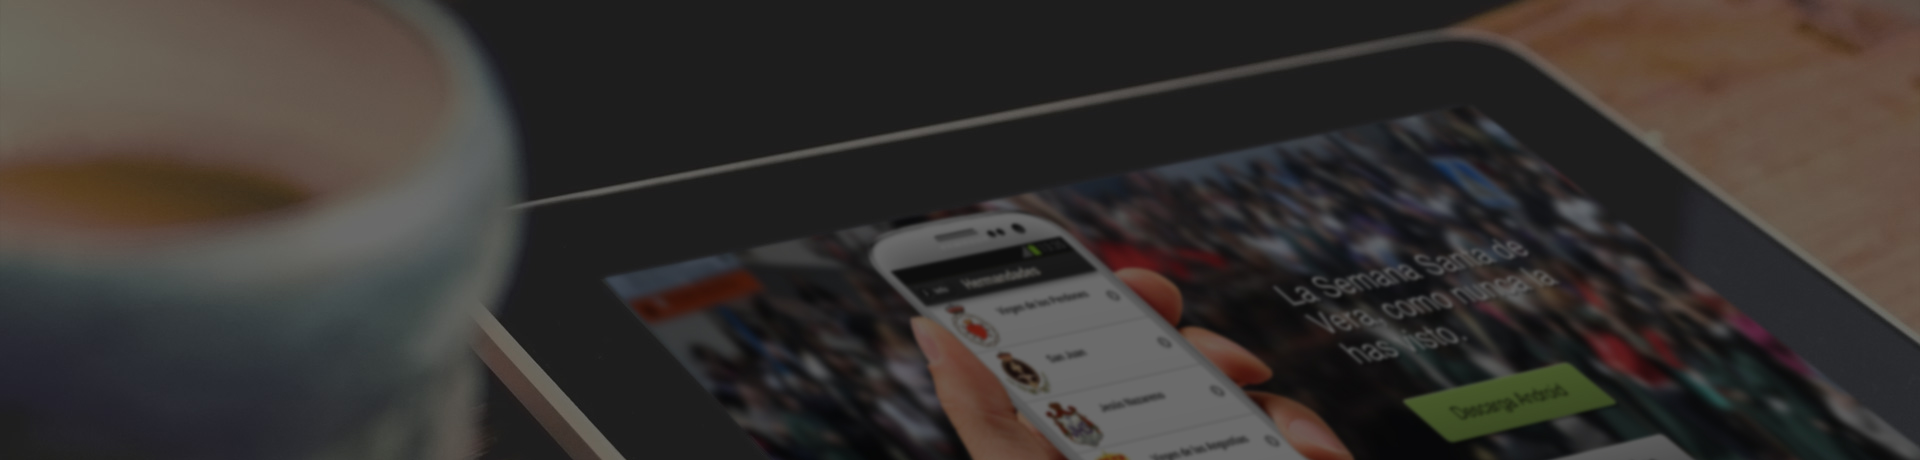 Hermandades
Virgen de los Perdones
San Juan
Jesús Nazareno
Virgen de las Angustias
La Semana Santa de
Vera, como nunca la
has visto.
Descarga Android